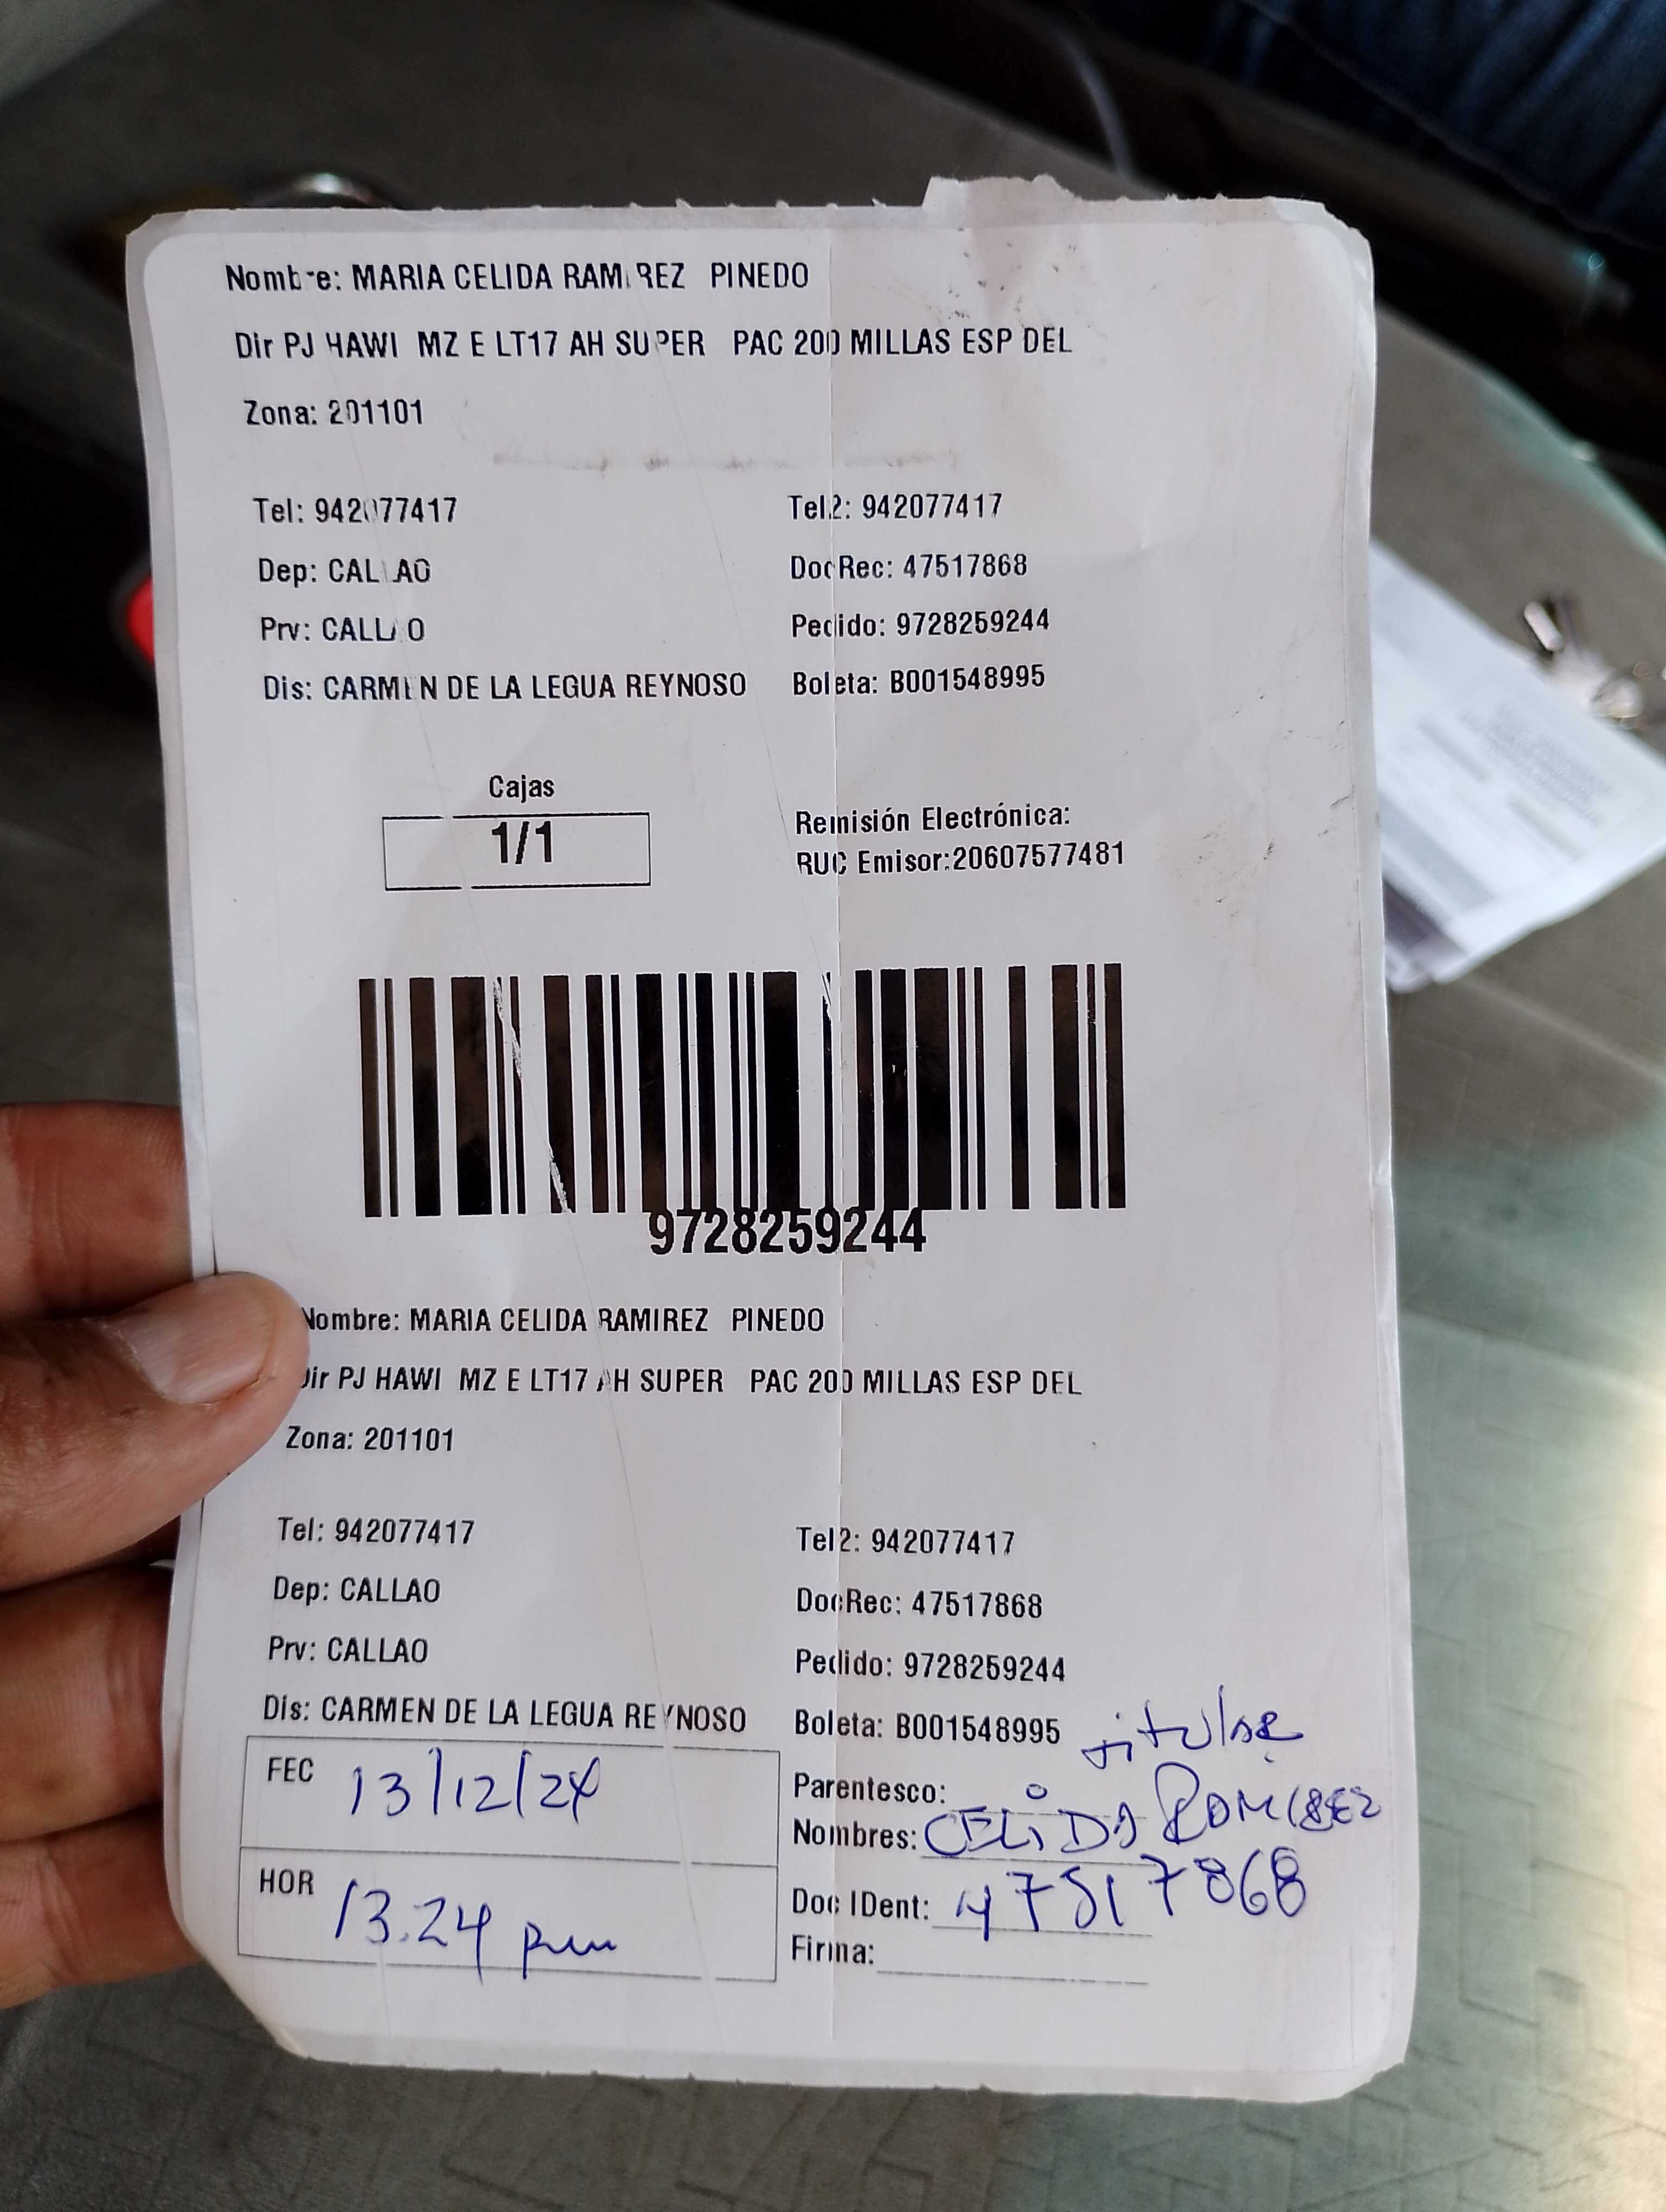 Nombre: MARIA CELIDA RAMIREZ PINEDO
Dir PJ HAWI MZ E LT17 AH SUPER PAC 200 MILLAS ESP DEL
Zona: 201101
Tel: 942077417 Tel2: 942077417
Dep: CALLAO DocRec: 47517868
Prv: CALLAO Pedido: 9728259244
Dis: CARMEN DE LA LEGUA REYNOSO Boleta: B001548995
Cajas
1/1
Remisión Electrónica:
RUC Emisor:20607577481
9728259244
Nombre: MARIA CELIDA RAMIREZ PINEDO
Dir PJ HAWI MZ E LT17 AH SUPER PAC 200 MILLAS ESP DEL
Zona: 201101
Tel: 942077417 Tel2: 942077417
Dep: CALLAO DocRec: 47517868
Prv: CALLAO Pedido: 9728259244
Dis: CARMEN DE LA LEGUA REYNOSO Boleta: B001548995
FEC 13/12/24
HOR 13.24 pm
Parentesco: titular
Nombres: CELIDA RAMIREZ
Doc IDent: 47517868
Firma: